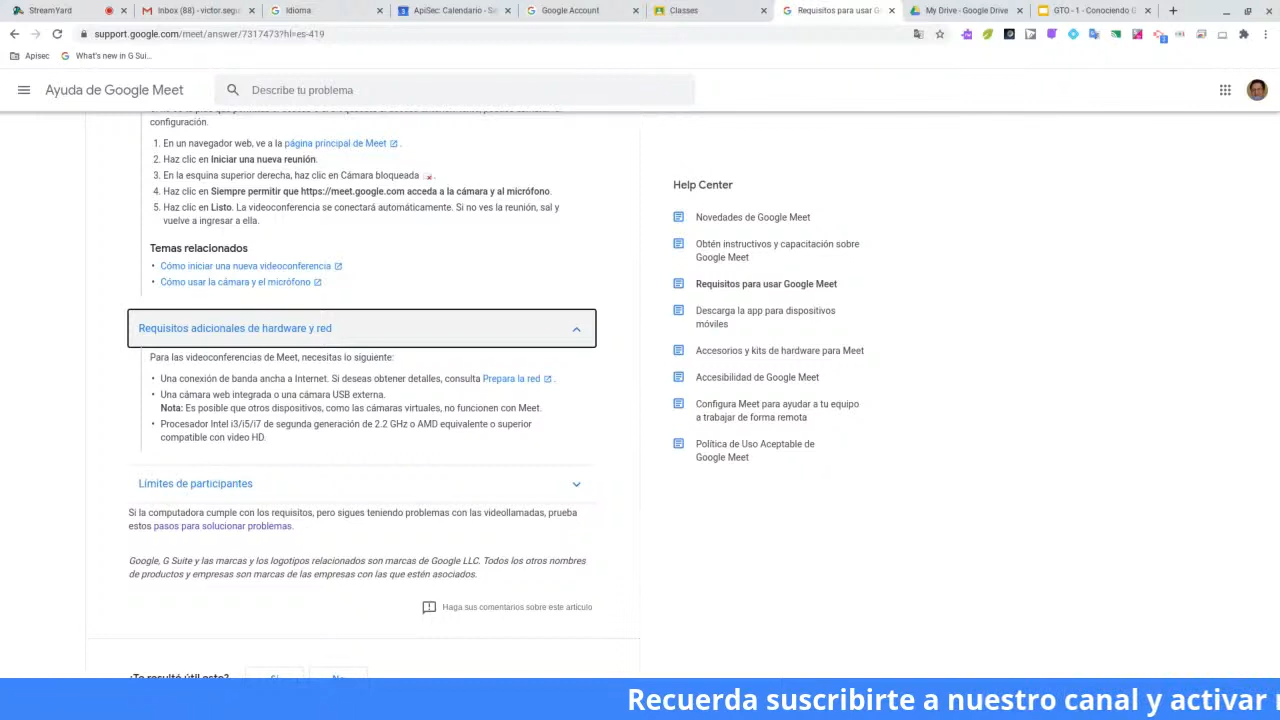 StreamYard
Inbox (88) - victor.segu
Idioma
ApiSec: Calendario - Se
Google Account
Classes
Requisitos para usar G
My Drive - Google Drive
GTO - 1 - Conociendo G
support.google.com/meet/answer/7317473?hl=es-419
Apisec
What's new in G Sui...
Ayuda de Google Meet
Describe tu problema
configuración.
1. En un navegador web, ve a la página principal de Meet .
2. Haz clic en Iniciar una nueva reunión.
3. En la esquina superior derecha, haz clic en Cámara bloqueada .
4. Haz clic en Siempre permitir que https://meet.google.com acceda a la cámara y al micrófono.
5. Haz clic en Listo. La videoconferencia se conectará automáticamente. Si no ves la reunión, sal y
vuelve a ingresar a ella.
Temas relacionados
• Cómo iniciar una nueva videoconferencia
• Cómo usar la cámara y el micrófono
Requisitos adicionales de hardware y red
Para las videoconferencias de Meet, necesitas lo siguiente:
• Una conexión de banda ancha a Internet. Si deseas obtener detalles, consulta Prepara la red .
• Una cámara web integrada o una cámara USB externa.
Nota: Es posible que otros dispositivos, como las cámaras virtuales, no funcionen con Meet.
• Procesador Intel i3/i5/i7 de segunda generación de 2.2 GHz o AMD equivalente o superior
compatible con video HD.
Límites de participantes
Si la computadora cumple con los requisitos, pero sigues teniendo problemas con las videollamadas, prueba
estos pasos para solucionar problemas.
Google, G Suite y las marcas y los logotipos relacionados son marcas de Google LLC. Todos los otros nombres
de productos y empresas son marcas de las empresas con las que estén asociados.
Haga sus comentarios sobre este artículo
¿Te resultó útil esto?
Help Center
Novedades de Google Meet
Obtén instructivos y capacitación sobre
Google Meet
Requisitos para usar Google Meet
Descarga la app para dispositivos
móviles
Accesorios y kits de hardware para Meet
Accesibilidad de Google Meet
Configura Meet para ayudar a tu equipo
a trabajar de forma remota
Política de Uso Aceptable de
Google Meet
Recuerda suscribirte a nuestro canal y activar